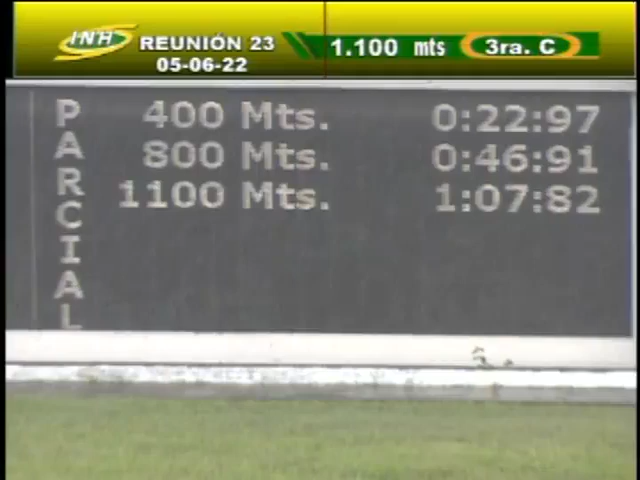 INH REUNIÓN 23 1.100 mts 3ra. C
05-06-22
PARCIAL
400 Mts. 0:22:97
800 Mts. 0:46:91
1100 Mts. 1:07:82